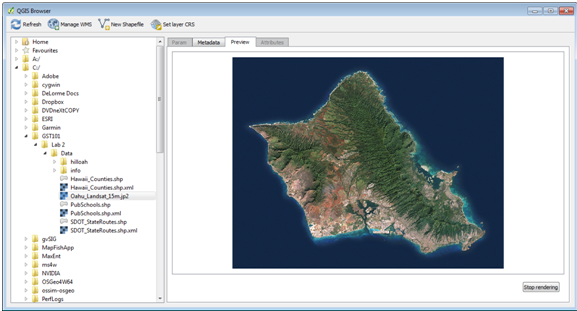 QGIS Browser
Refresh Manage WMS New Shapefile Set layer CRS
Home
Favourites
A:/
C:/
Adobe
cygwin
DeLorme Docs
Dropbox
DVDneXtCOPY
ESRI
Garmin
GST101
Lab 2
Data
hilloah
info
Hawaii_Counties.shp
Hawaii_Counties.shp.xml
Oahu_Landsat_15m.jp2
PubSchools.shp
PubSchools.shp.xml
SDOT_StateRoutes.shp
SDOT_StateRoutes.shp.xml
gvSIG
MapFishApp
MaxEnt
ms4w
NVIDIA
OSGeo4W64
ossim-osgeo
PerfLogs
Param Metadata Preview Attributes
Stop rendering